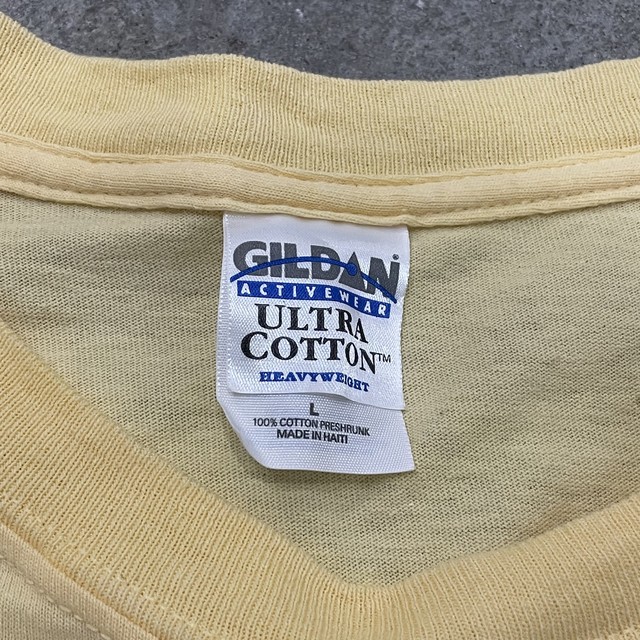 GILDAN®
ACTIVEWEAR
ULTRA
COTTON™
HEAVYWEIGHT
L
100% COTTON PRESHRUNK
MADE IN HAITI